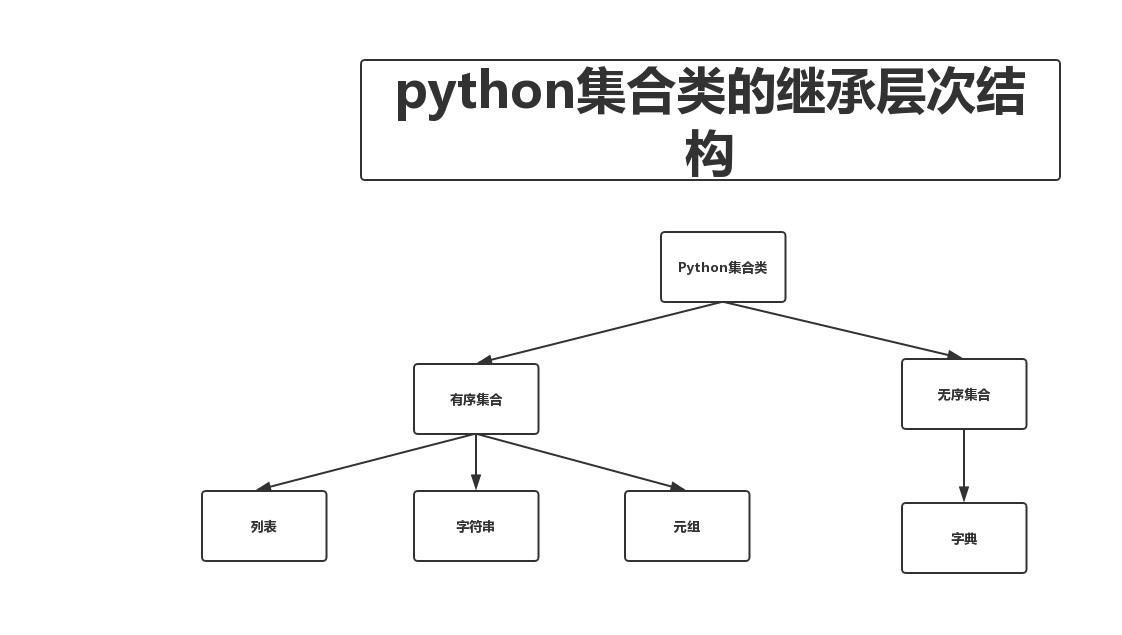 python集合类的继承层次结
构
Python集合类
有序集合
无序集合
列表
字符串
元组
字典